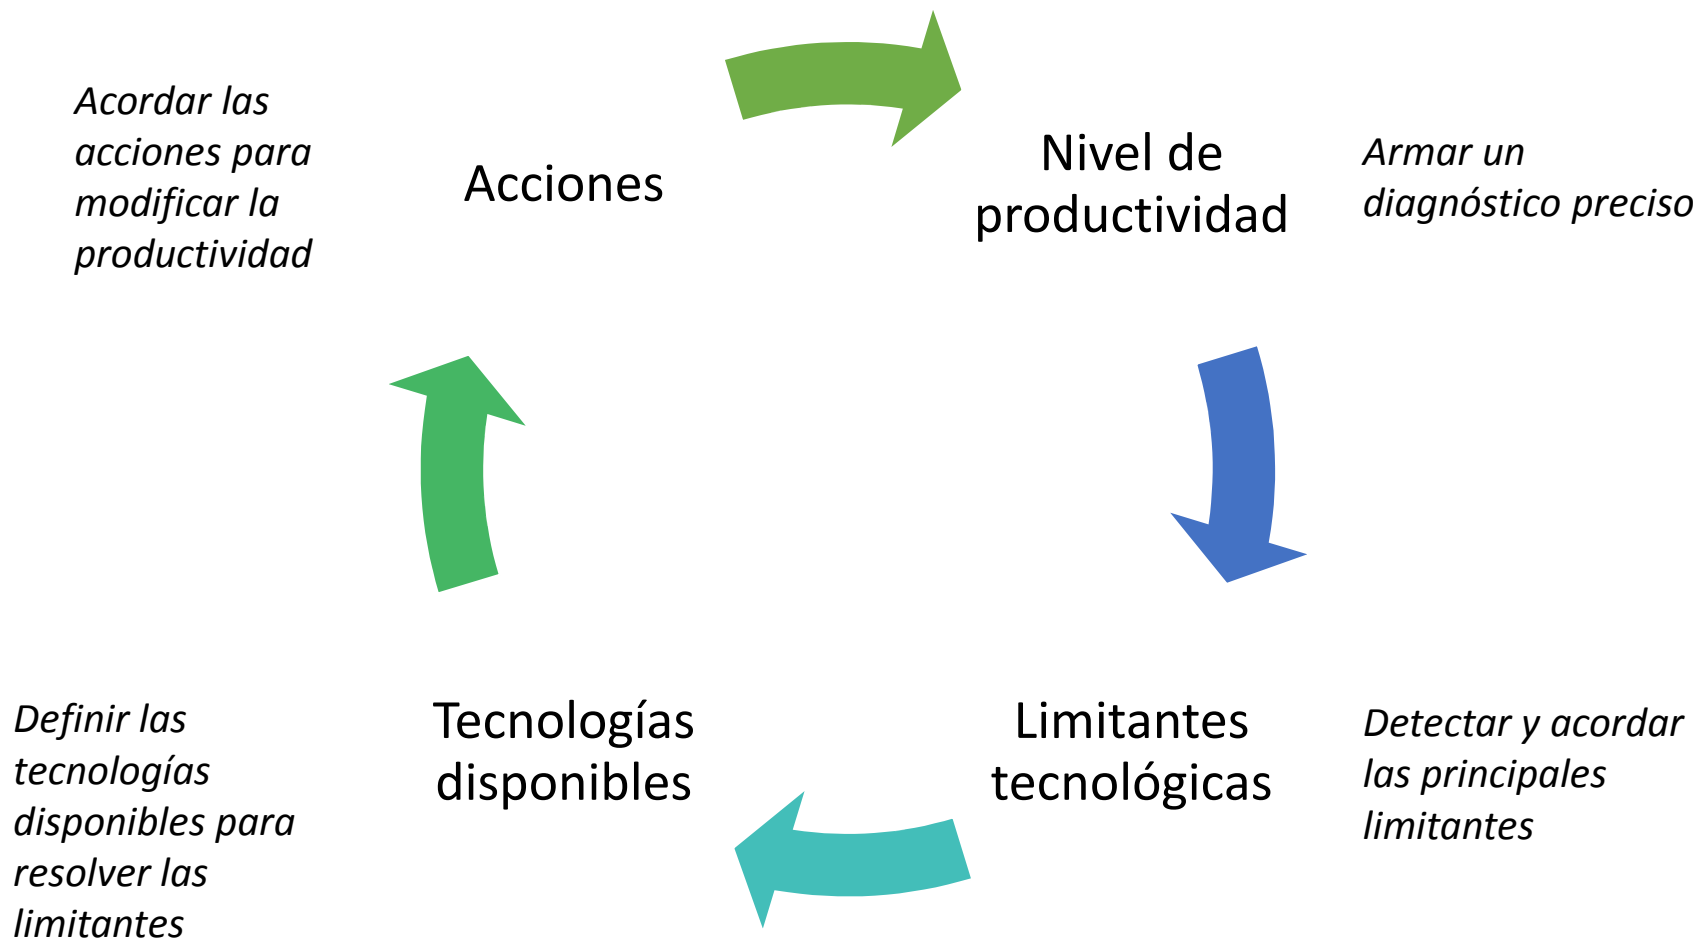 Acordar las
acciones para
modificar la
productividad
Acciones
Nivel de
productividad
Armar un
diagnóstico preciso
Definir las
tecnologías
disponibles para
resolver las
limitantes
Tecnologías
disponibles
Limitantes
tecnológicas
Detectar y acordar
las principales
limitantes